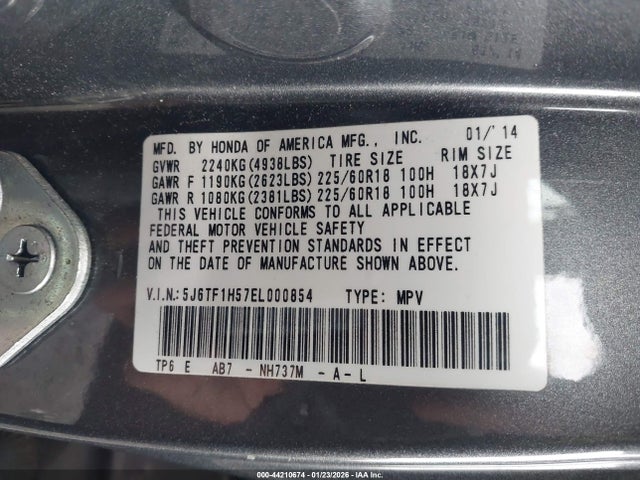 MFD. BY HONDA OF AMERICA MFG., INC. 01/'14
GVWR 2240KG(4938LBS) TIRE SIZE RIM SIZE
GAWR F 1190KG(2623LBS) 225/60R18 100H 18X7J
GAWR R 1080KG(2381LBS) 225/60R18 100H 18X7J
THIS VEHICLE CONFORMS TO ALL APPLICABLE
FEDERAL MOTOR VEHICLE SAFETY
AND THEFT PREVENTION STANDARDS IN EFFECT
ON THE DATE OF MANUFACTURE SHOWN ABOVE.
V.I.N.: 5J6TF1H57EL000854 TYPE: MPV
TP6 E AB7 - NH737M - A - L
000-44210674 | 01/23/2026 | © IAA Inc.